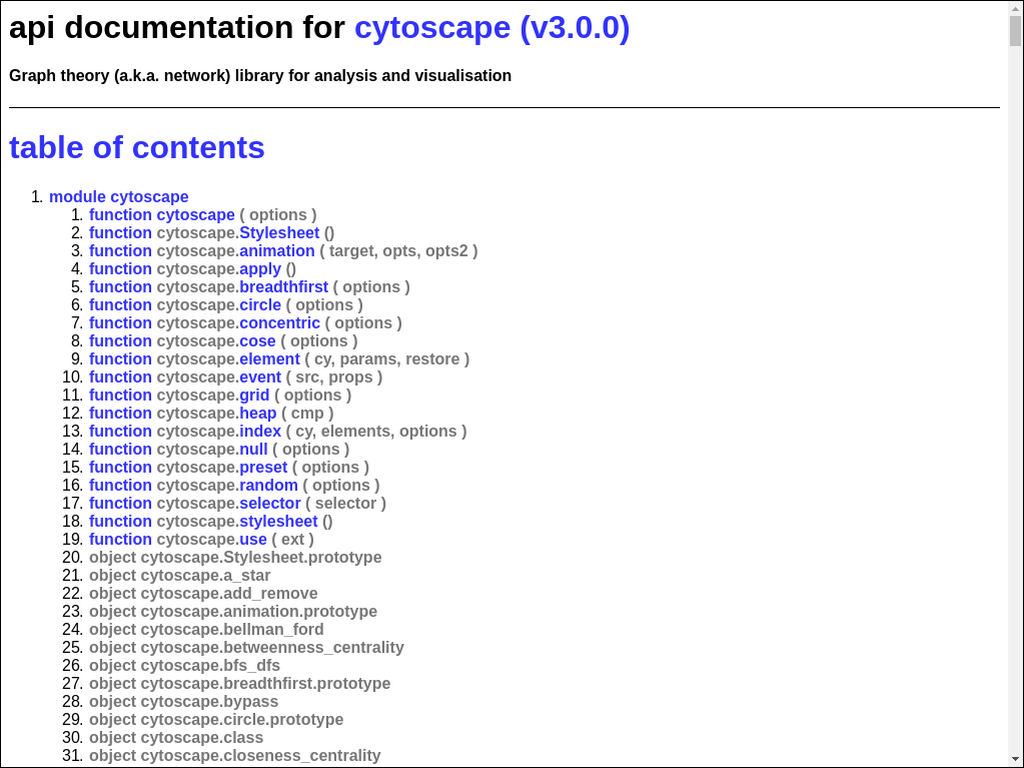 api documentation for cytoscape (v3.0.0)
Graph theory (a.k.a. network) library for analysis and visualisation
table of contents
1. module cytoscape
1. function cytoscape ( options )
2. function cytoscape.Stylesheet ()
3. function cytoscape.animation ( target, opts, opts2 )
4. function cytoscape.apply ()
5. function cytoscape.breadthfirst ( options )
6. function cytoscape.circle ( options )
7. function cytoscape.concentric ( options )
8. function cytoscape.cose ( options )
9. function cytoscape.element ( cy, params, restore )
10. function cytoscape.event ( src, props )
11. function cytoscape.grid ( options )
12. function cytoscape.heap ( cmp )
13. function cytoscape.index ( cy, elements, options )
14. function cytoscape.null ( options )
15. function cytoscape.preset ( options )
16. function cytoscape.random ( options )
17. function cytoscape.selector ( selector )
18. function cytoscape.stylesheet ()
19. function cytoscape.use ( ext )
20. object cytoscape.Stylesheet.prototype
21. object cytoscape.a_star
22. object cytoscape.add_remove
23. object cytoscape.animation.prototype
24. object cytoscape.bellman_ford
25. object cytoscape.betweenness_centrality
26. object cytoscape.bfs_dfs
27. object cytoscape.breadthfirst.prototype
28. object cytoscape.bypass
29. object cytoscape.circle.prototype
30. object cytoscape.class
31. object cytoscape.closeness_centrality